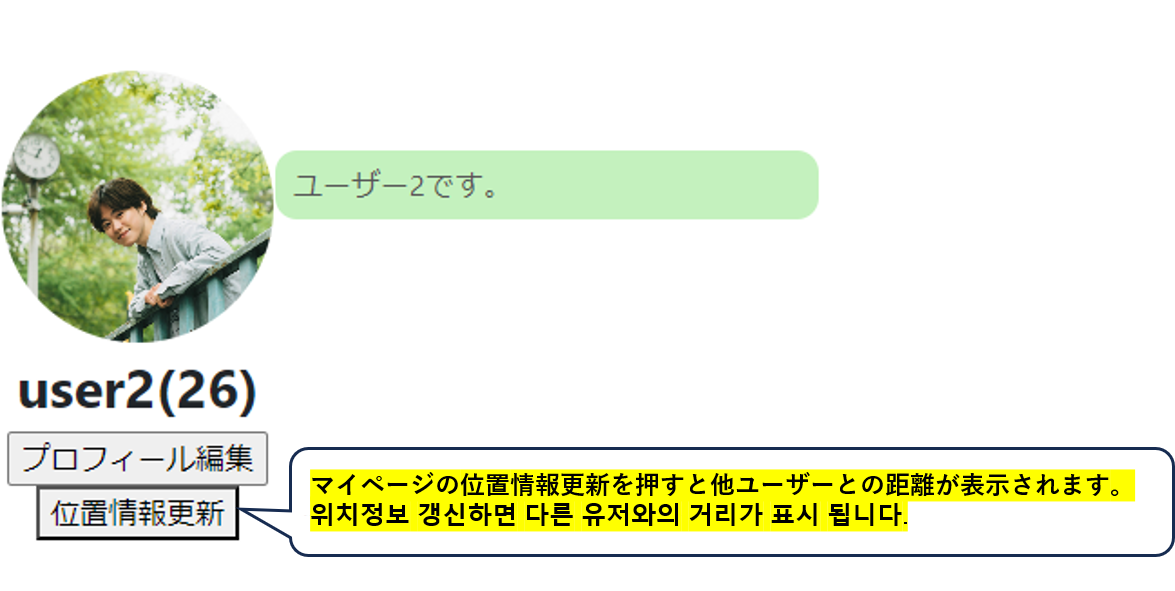 ユーザー2です。
user2(26)
プロフィール編集
位置情報更新
マイページの位置情報更新を押すと他ユーザーとの距離が表示されます。
위치정보 갱신하면 다른 유저와의 거리가 표시 됩니다.